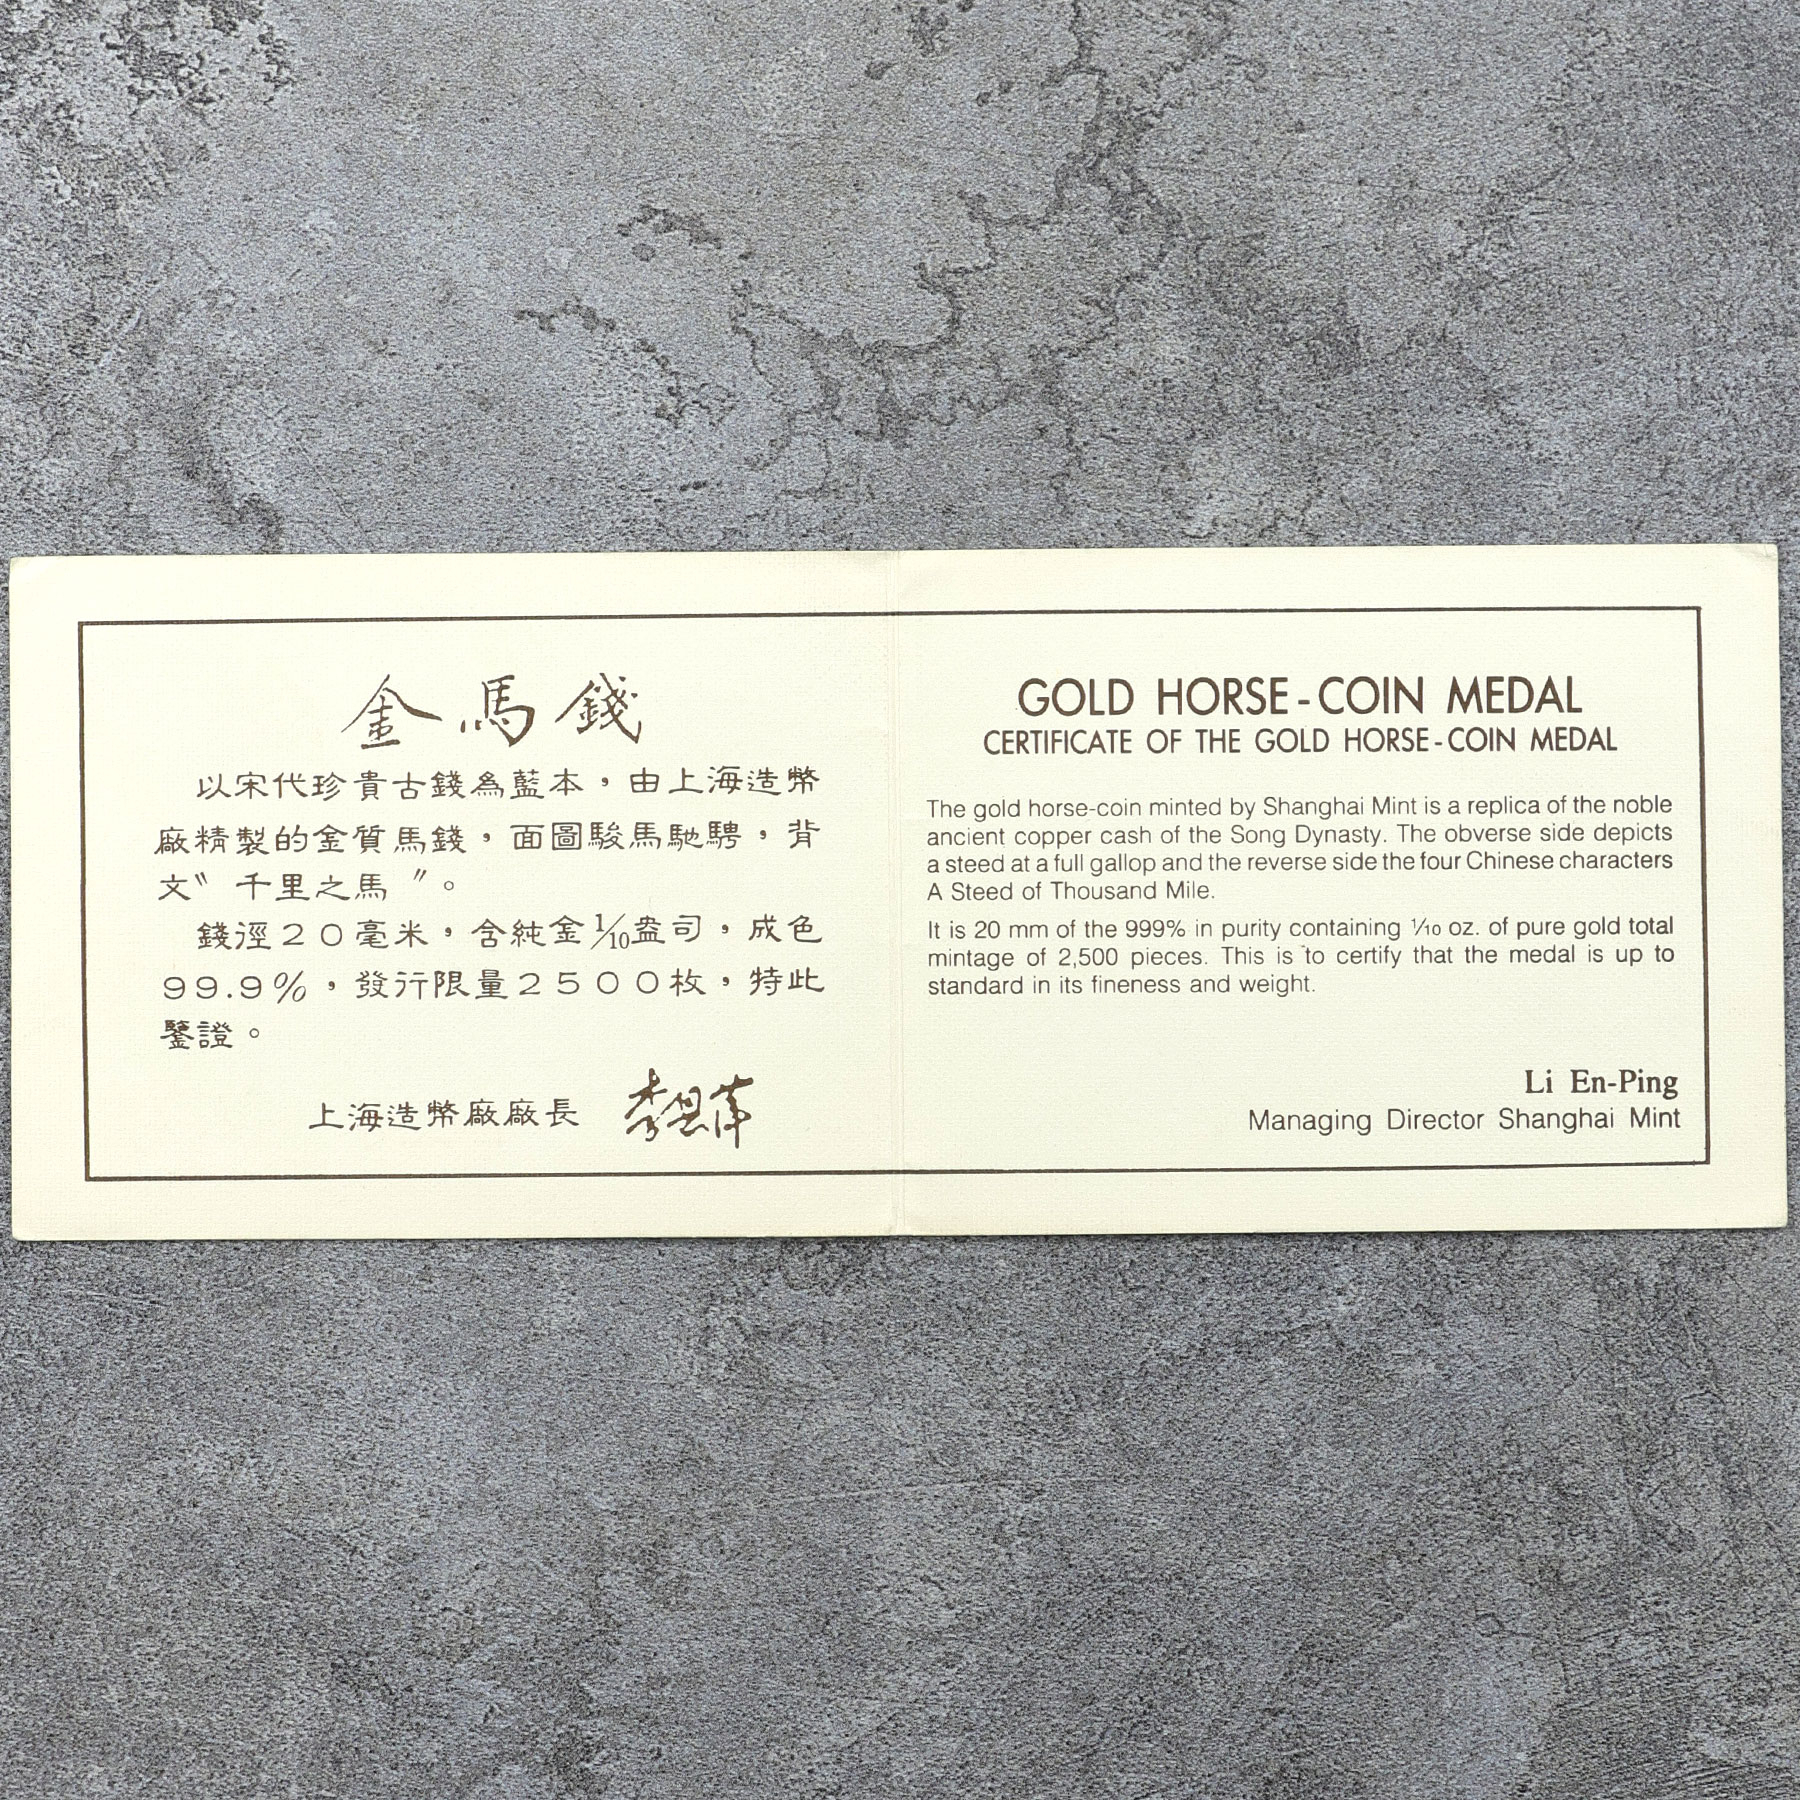 金馬錢
以宋代珍貴古錢為藍本，由上海造幣
廠精製的金質馬錢，面圖駿馬馳騁，背
文〝千里之馬〞。
錢徑20毫米，含純金1/10盎司，成色
99.9%，發行限量2500枚，特此
鑒證。
上海造幣廠廠長 李恩萍
GOLD HORSE-COIN MEDAL
CERTIFICATE OF THE GOLD HORSE-COIN MEDAL
The gold horse-coin minted by Shanghai Mint is a replica of the noble
ancient copper cash of the Song Dynasty. The obverse side depicts
a steed at a full gallop and the reverse side the four Chinese characters
A Steed of Thousand Mile.
It is 20 mm of the 999% in purity containing 1/10 oz. of pure gold total
mintage of 2,500 pieces. This is to certify that the medal is up to
standard in its fineness and weight.
Li En-Ping
Managing Director Shanghai Mint